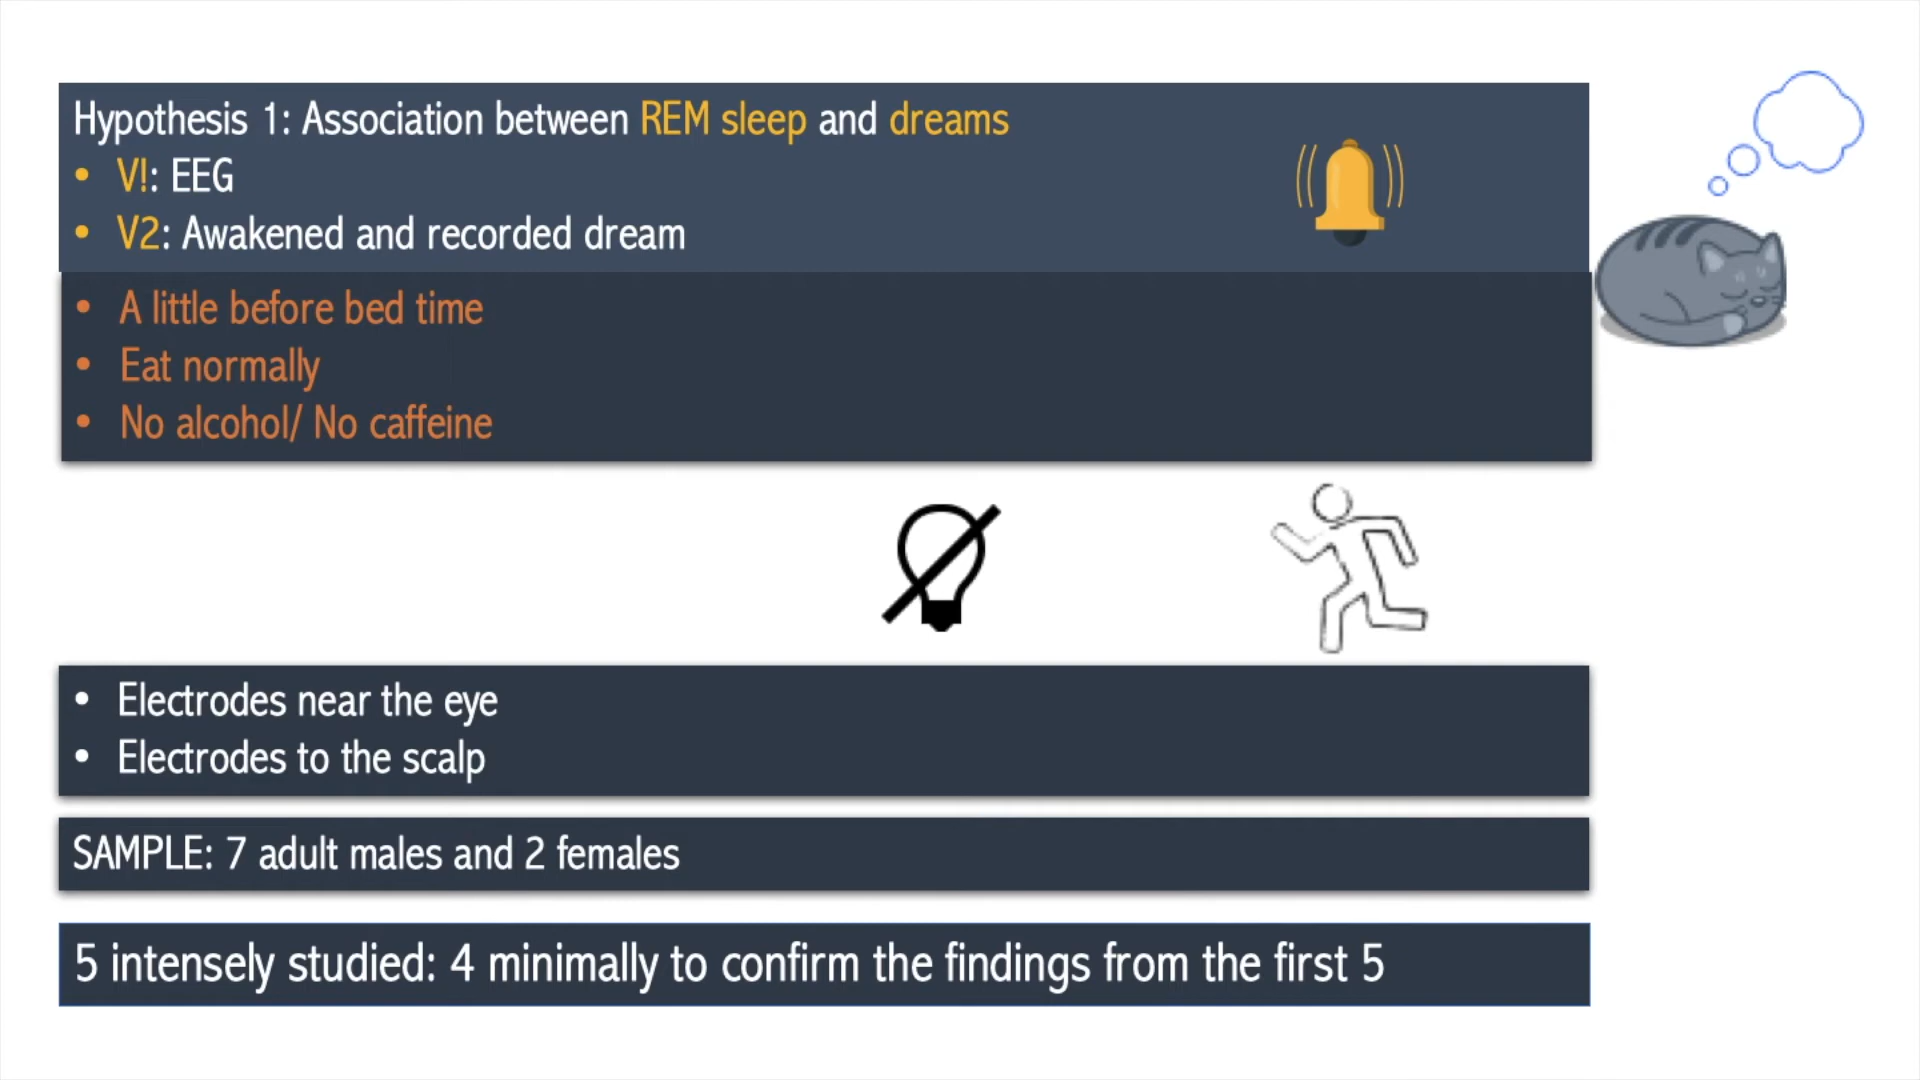 Hypothesis 1: Association between REM sleep and dreams
• V!: EEG
• V2: Awakened and recorded dream
• A little before bed time
• Eat normally
• No alcohol/ No caffeine
• Electrodes near the eye
• Electrodes to the scalp
SAMPLE: 7 adult males and 2 females
5 intensely studied: 4 minimally to confirm the findings from the first 5